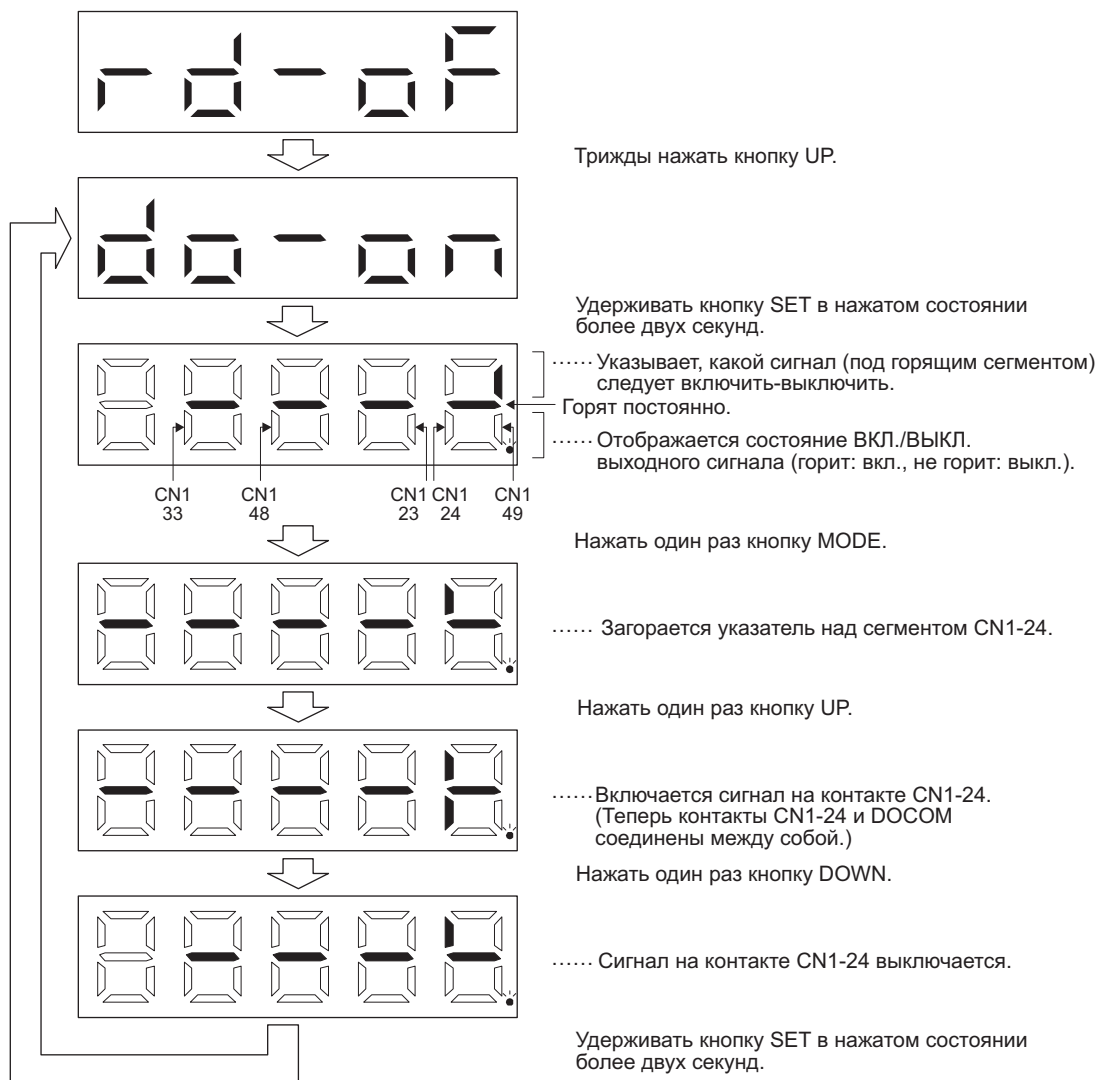 rd-oF
Трижды нажать кнопку UP.
do-on
Удерживать кнопку SET в нажатом состоянии
более двух секунд.
...... Указывает, какой сигнал (под горящим сегментом)
следует включить-выключить.
Горят постоянно.
...... Отображается состояние ВКЛ./ВЫКЛ.
выходного сигнала (горит: вкл., не горит: выкл.).
CN1 CN1 CN1 CN1 CN1
33 48 23 24 49
Нажать один раз кнопку MODE.
...... Загорается указатель над сегментом CN1-24.
Нажать один раз кнопку UP.
...... Включается сигнал на контакте CN1-24.
(Теперь контакты CN1-24 и DOCOM
соединены между собой.)
Нажать один раз кнопку DOWN.
...... Сигнал на контакте CN1-24 выключается.
Удерживать кнопку SET в нажатом состоянии
более двух секунд.